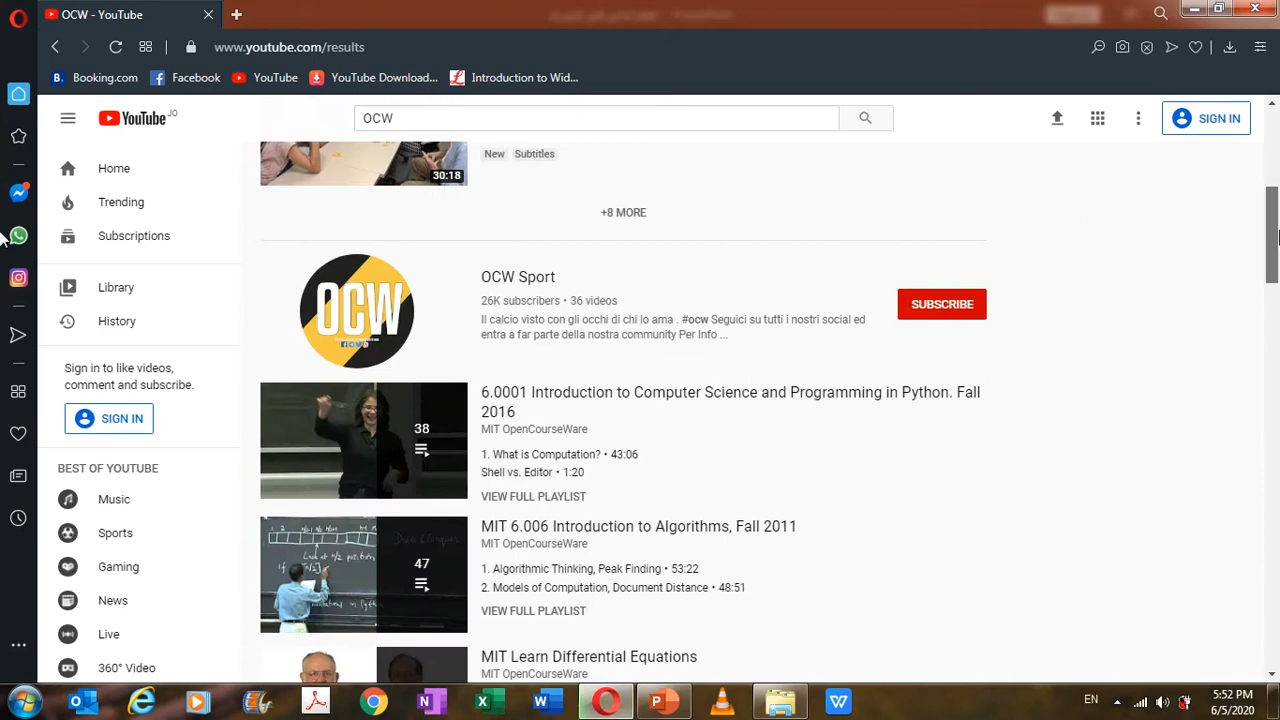 OCW - YouTube
www.youtube.com/results
B. Booking.com
Facebook
YouTube
YouTube Download...
Introduction to Wid...
YouTube JO
OCW
SIGN IN
Home
Trending
Subscriptions
Library
History
Sign in to like videos,
comment and subscribe.
SIGN IN
BEST OF YOUTUBE
Music
Sports
Gaming
News
Live
360° Video
30:18
New Subtitles
+8 MORE
OCW
OCW Sport
26K subscribers • 36 videos
Il calcio visto con gli occhi di chi lo ama . #ocw Seguici su tutti i nostri social ed
entra a far parte della nostra community Per Info ...
SUBSCRIBE
38
6.0001 Introduction to Computer Science and Programming in Python. Fall
2016
MIT OpenCourseWare
1. What is Computation? • 43:06
Shell vs. Editor • 1:20
VIEW FULL PLAYLIST
47
MIT 6.006 Introduction to Algorithms, Fall 2011
MIT OpenCourseWare
1. Algorithmic Thinking, Peak Finding • 53:22
2. Models of Computation, Document Distance • 48:51
VIEW FULL PLAYLIST
MIT Learn Differential Equations
MIT OpenCourseWare
EN
5:52 PM
6/5/2020